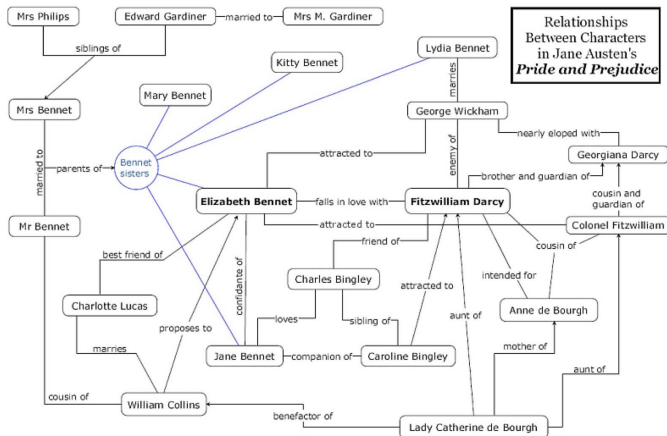 Relationships
Between Characters
in Jane Austen's
Pride and Prejudice
Mrs Philips
Edward Gardiner
married to
Mrs M. Gardiner
siblings of
Lydia Bennet
Kitty Bennet
Mary Bennet
marries
Mrs Bennet
George Wickham
nearly eloped with
attracted to
enemy of
Georgiana Darcy
married to
parents of
Bennet
sisters
brother and guardian of
Elizabeth Bennet
falls in love with
Fitzwilliam Darcy
cousin and
guardian of
Mr Bennet
attracted to
Colonel Fitzwilliam
best friend of
friend of
cousin of
confidante of
Charles Bingley
intended for
attracted to
Charlotte Lucas
Anne de Bourgh
proposes to
loves
sibling of
aunt of
marries
Jane Bennet
companion of
Caroline Bingley
mother of
aunt of
cousin of
William Collins
benefactor of
Lady Catherine de Bourgh